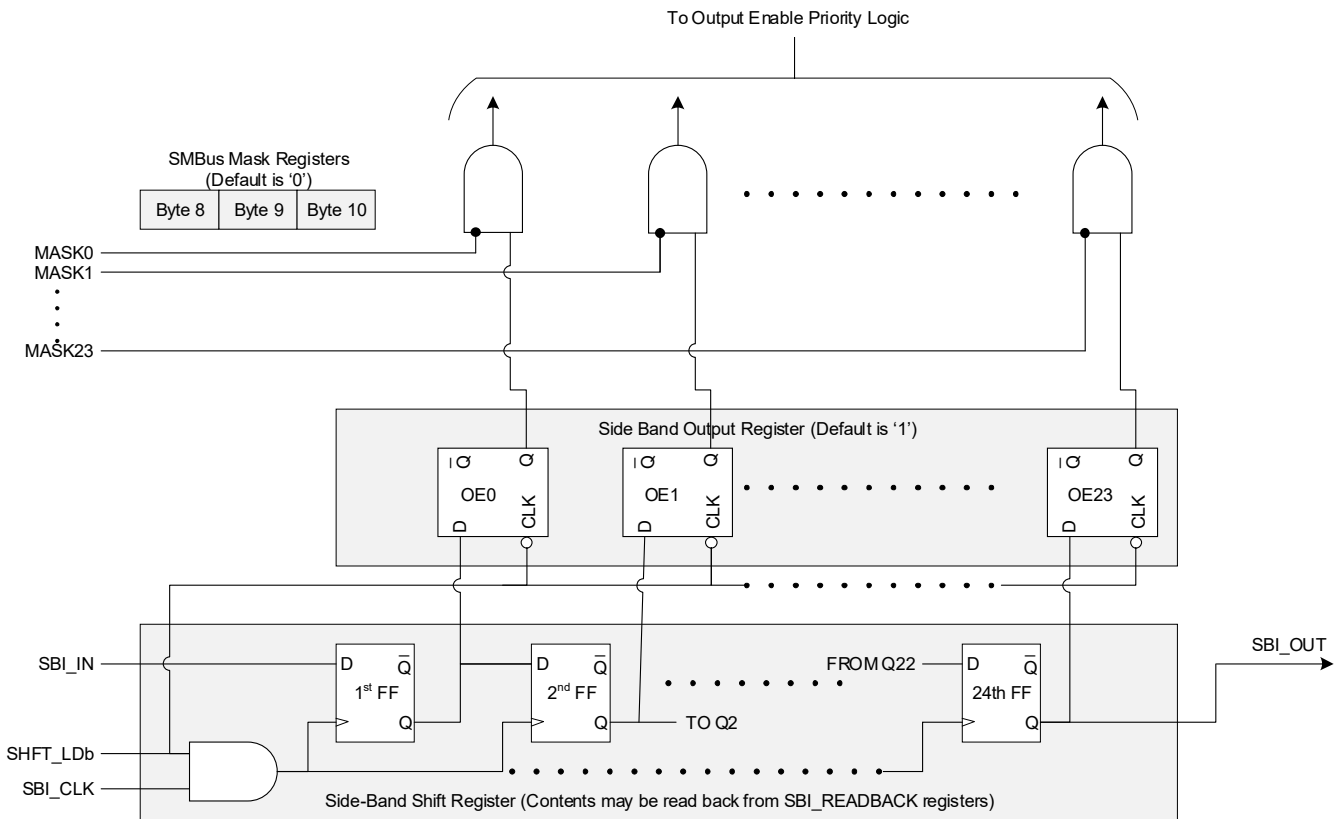 To Output Enable Priority Logic
SMBus Mask Registers
(Default is ‘0’)
Byte 8 Byte 9 Byte 10
MASK0
MASK1
MASK23
Side Band Output Register (Default is ‘1’)
Q Q
OE0
D CLK
Q Q
OE1
D CLK
Q Q
OE23
D CLK
SBI_IN
D Q
1st FF
Q
D Q
2nd FF
Q
TO Q2
FROM Q22
D Q
24th FF
Q
SBI_OUT
SHFT_LDb
SBI_CLK
Side-Band Shift Register (Contents may be read back from SBI_READBACK registers)